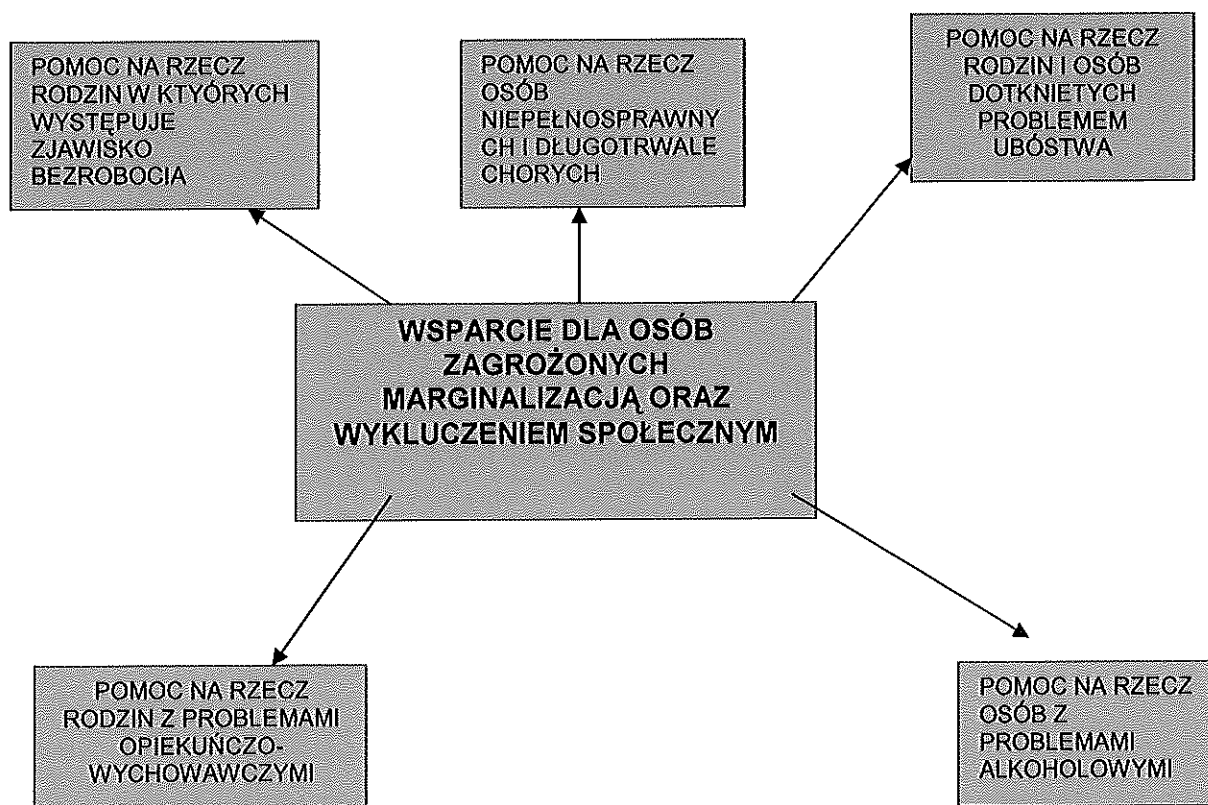 POMOC NA RZECZ
RODZIN W KTYÓRYCH
WYSTĘPUJE
ZJAWISKO
BEZROBOCIA
POMOC NA RZECZ
OSÓB
NIEPEŁNOSPRAWNY
CH I DŁUGOTRWALE
CHORYCH
POMOC NA RZECZ
RODZIN I OSÓB
DOTKNIETYCH
PROBLEMEM
UBÓSTWA
WSPARCIE DLA OSÓB
ZAGROŻONYCH
MARGINALIZACJĄ ORAZ
WYKLUCZENIEM SPOŁECZNYM
POMOC NA RZECZ
RODZIN Z PROBLEMAMI
OPIEKUŃCZO-
WYCHOWAWCZYMI
POMOC NA RZECZ
OSÓB Z
PROBLEMAMI
ALKOHOLOWYMI